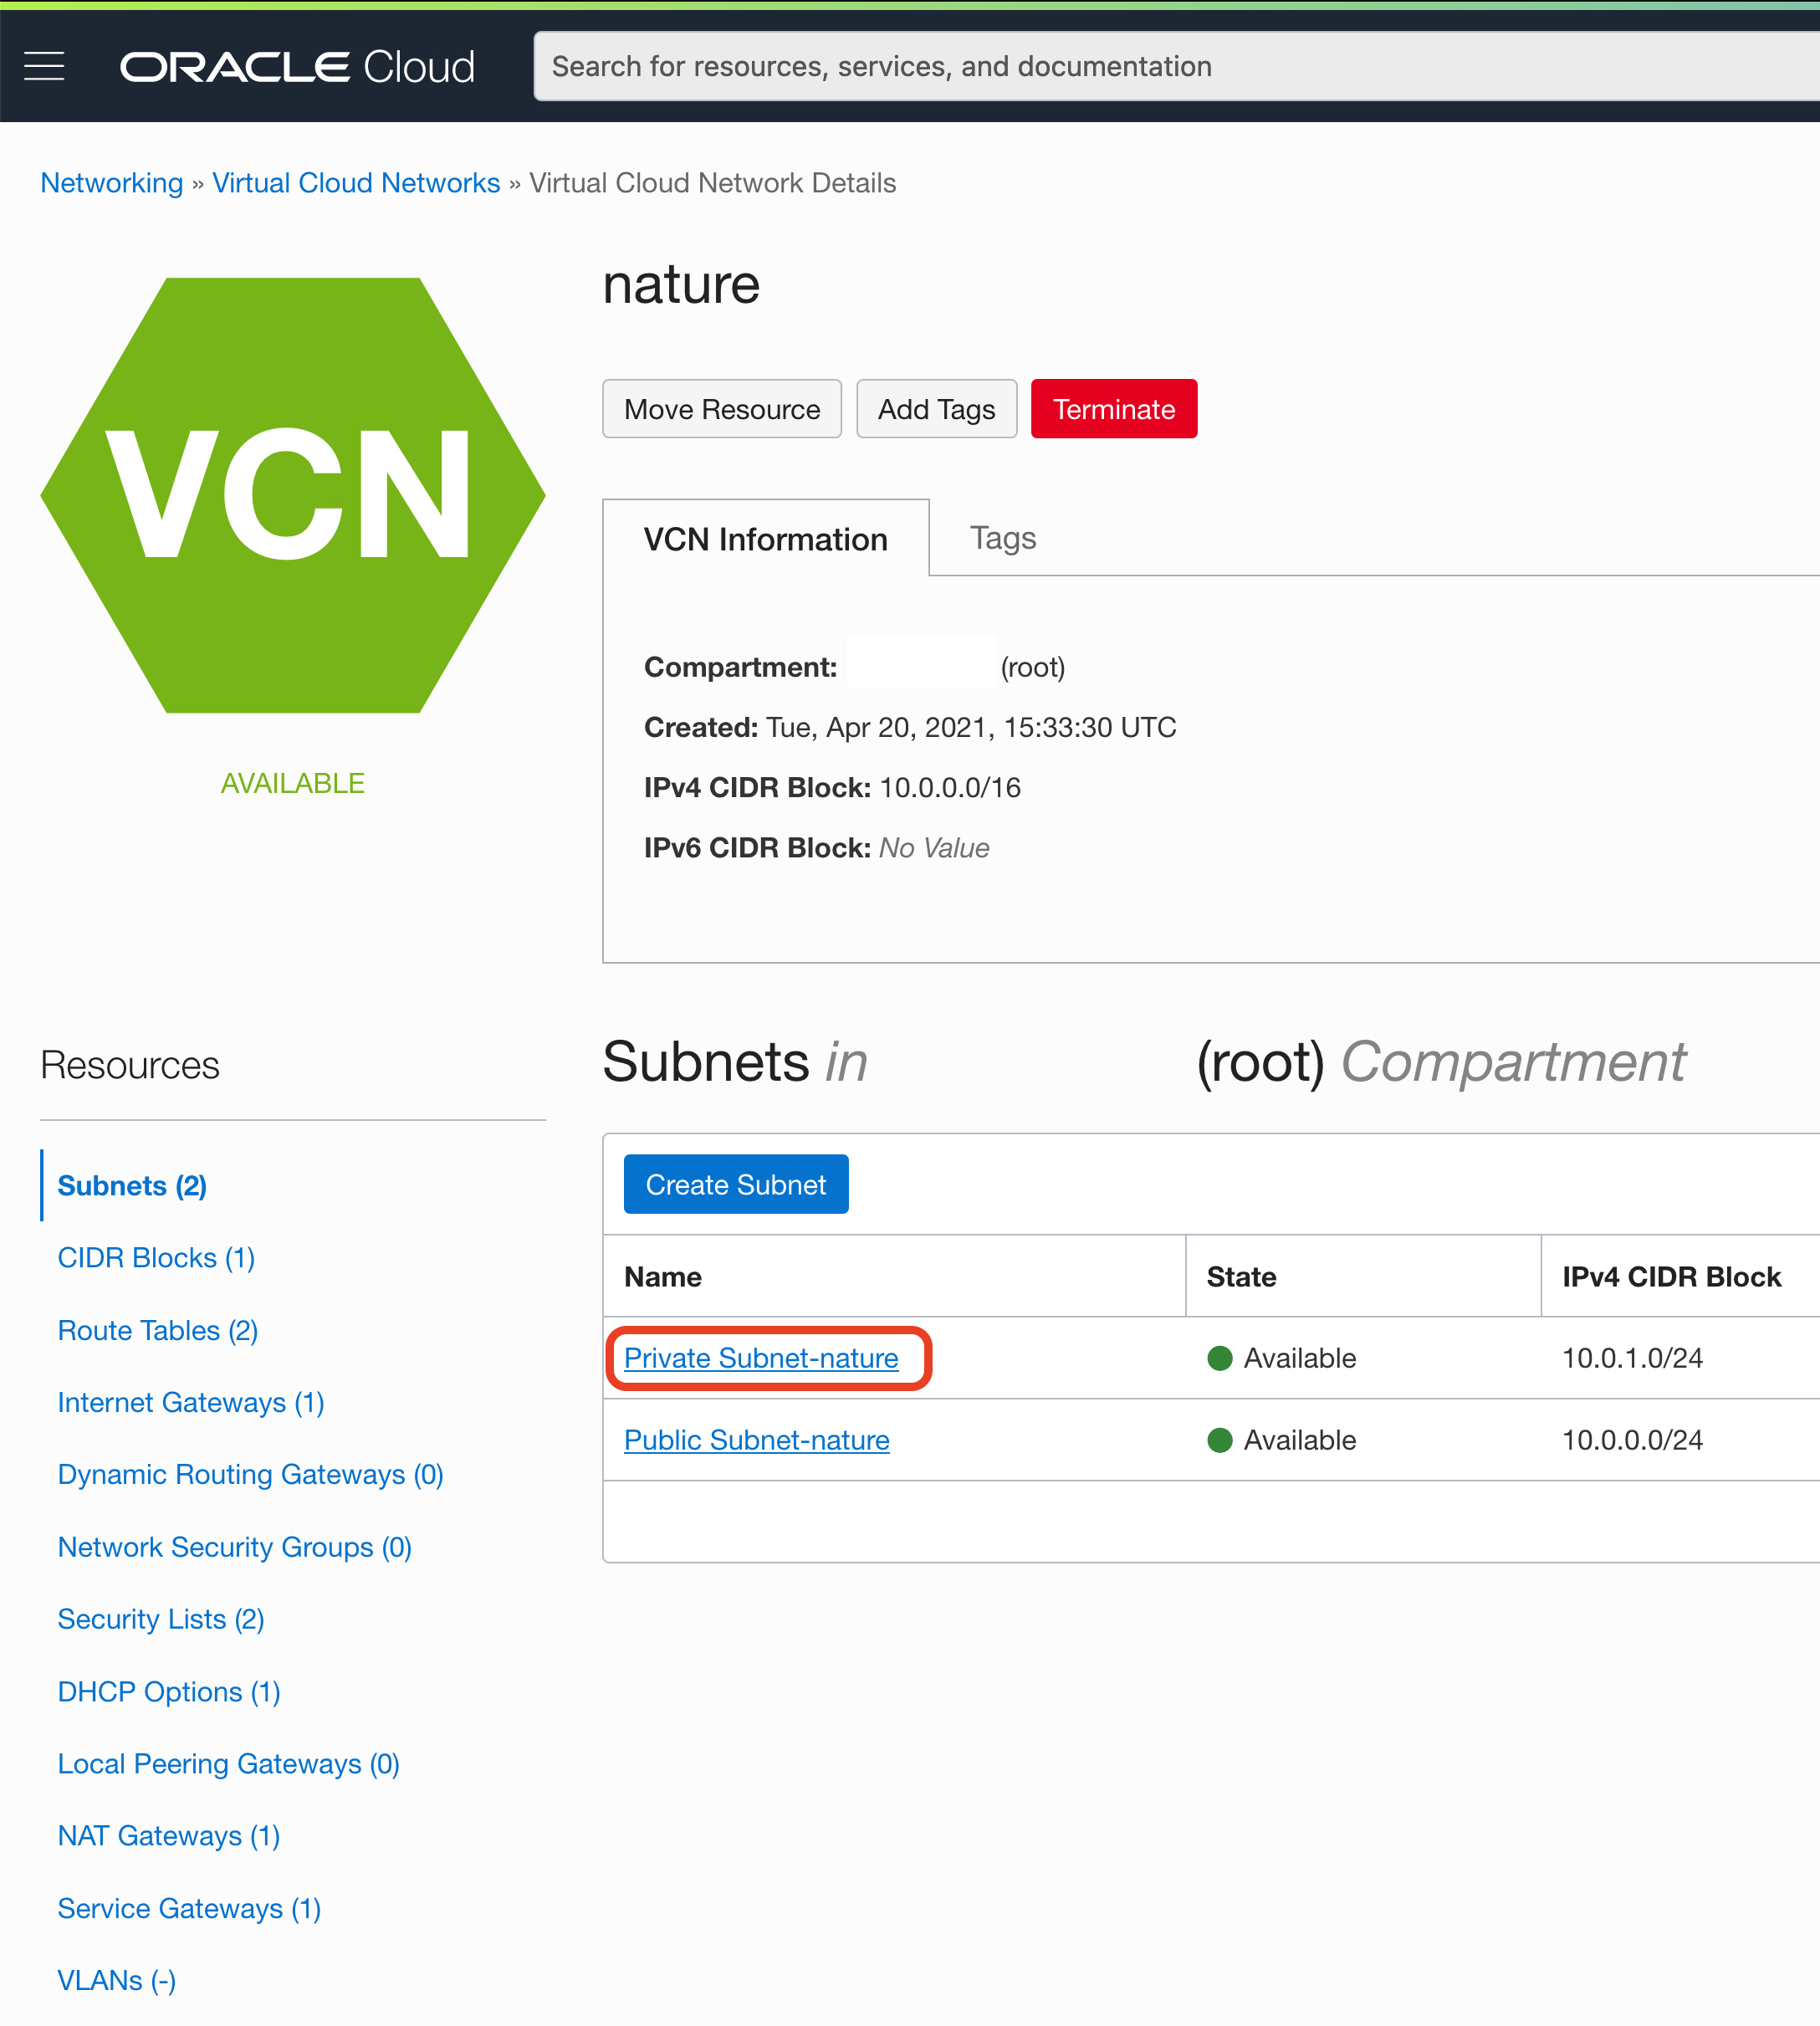 ORACLE Cloud
Search for resources, services, and documentation
Networking » Virtual Cloud Networks » Virtual Cloud Network Details
VCN
AVAILABLE
nature
Move Resource
Add Tags
Terminate
VCN Information
Tags
Compartment: (root)
Created: Tue, Apr 20, 2021, 15:33:30 UTC
IPv4 CIDR Block: 10.0.0.0/16
IPv6 CIDR Block: No Value
Resources
Subnets (2)
CIDR Blocks (1)
Route Tables (2)
Internet Gateways (1)
Dynamic Routing Gateways (0)
Network Security Groups (0)
Security Lists (2)
DHCP Options (1)
Local Peering Gateways (0)
NAT Gateways (1)
Service Gateways (1)
VLANs (-)
Subnets in (root) Compartment
Create Subnet
Name State IPv4 CIDR Block
Private Subnet-nature Available 10.0.1.0/24
Public Subnet-nature Available 10.0.0.0/24